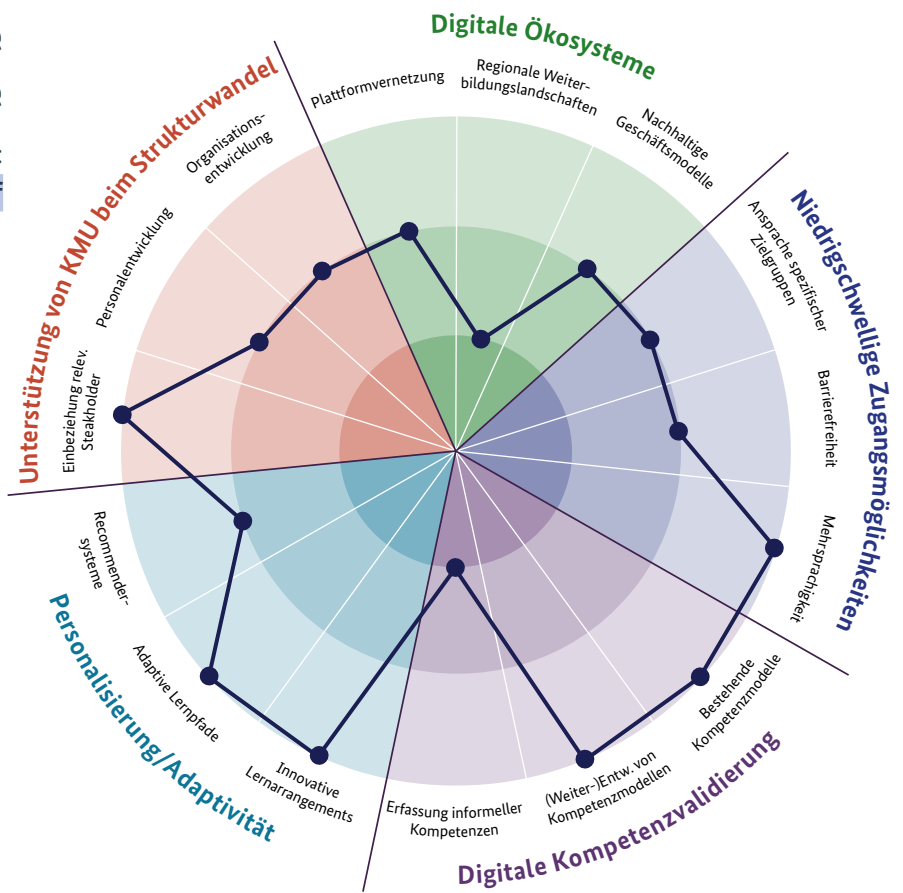 Digitale Ökosysteme
Plattformvernetzung
Regionale Weiter-
bildungslandschaften
Nachhaltige
Geschäftsmodelle
Niedrigschwellige Zugangsmöglichkeiten
Ansprache spezifischer
Zielgruppen
Barrierefreiheit
Mehrsprachigkeit
Digitale Kompetenzvalidierung
Bestehende
Kompetenzmodelle
(Weiter-)Entw. von
Kompetenzmodellen
Erfassung informeller
Kompetenzen
Personalisierung/Adaptivität
Innovative
Lernarrangements
Adaptive Lernpfade
Recommender-
systeme
Unterstützung von KMU beim Strukturwandel
Einbeziehung relev.
Steakholder
Personalentwicklung
Organisations-
entwicklung